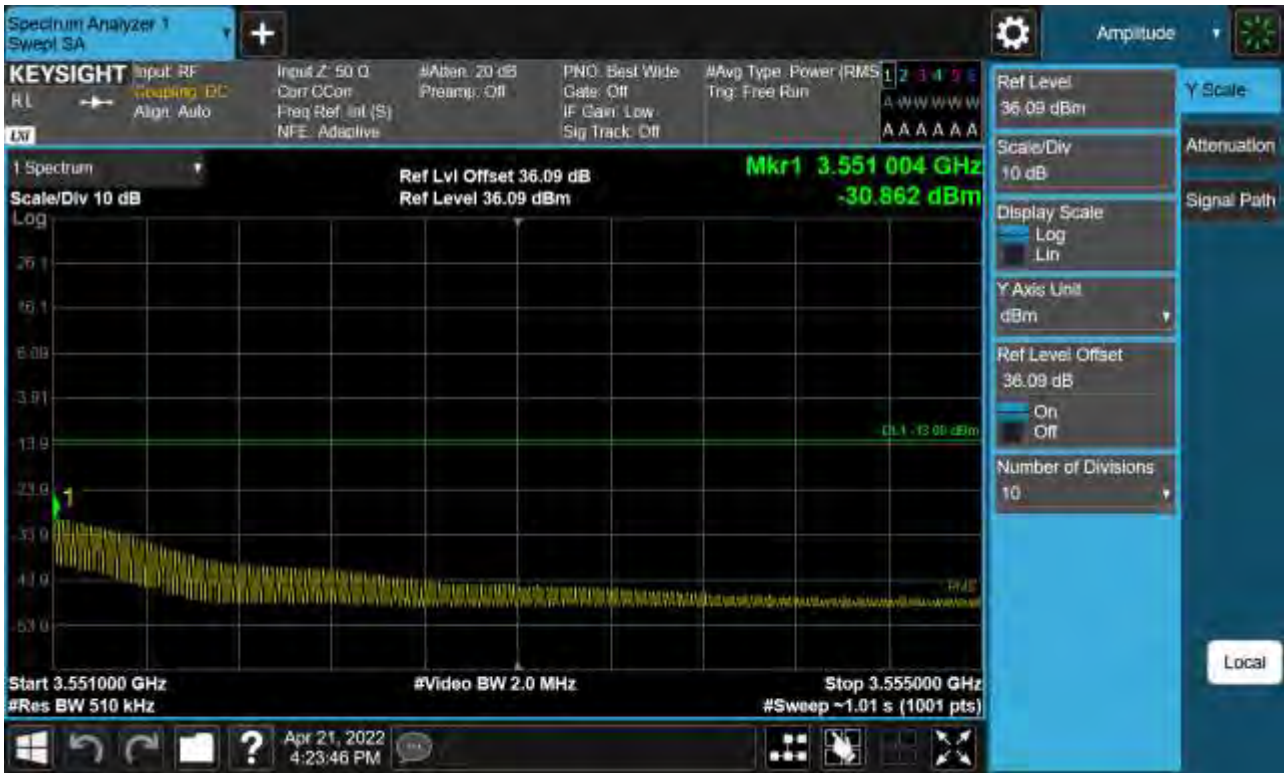 Spectrum Analyzer 1
Swept SA
Amplitude
KEYSIGHT
RL
LXI
Input: RF
Coupling: DC
Align: Auto
Input Z: 50 Ω
Corr CCorr
Freq Ref: Int (S)
NFE: Adaptive
#Atten: 20 dB
Preamp: Off
PNO: Best Wide
Gate: Off
IF Gain: Low
Sig Track: Off
#Avg Type: Power (RMS
Trig: Free Run
1 2 3 4 5 6
A W W W W W
A A A A A A
1 Spectrum
Scale/Div 10 dB
Log
Ref Lvl Offset 36.09 dB
Ref Level 36.09 dBm
Mkr1 3.551 004 GHz
-30.862 dBm
26.1
16.1
6.09
-3.91
-13.9
-23.9
-33.9
-43.9
-53.9
DL1 -13.00 dBm
1
RMS
Start 3.551000 GHz
#Res BW 510 kHz
#Video BW 2.0 MHz
Stop 3.555000 GHz
#Sweep ~1.01 s (1001 pts)
Ref Level
36.09 dBm
Scale/Div
10 dB
Display Scale
Log
Lin
Y Axis Unit
dBm
Ref Level Offset
36.09 dB
On
Off
Number of Divisions
10
Y Scale
Attenuation
Signal Path
Local
?
Apr 21, 2022
4:23:46 PM